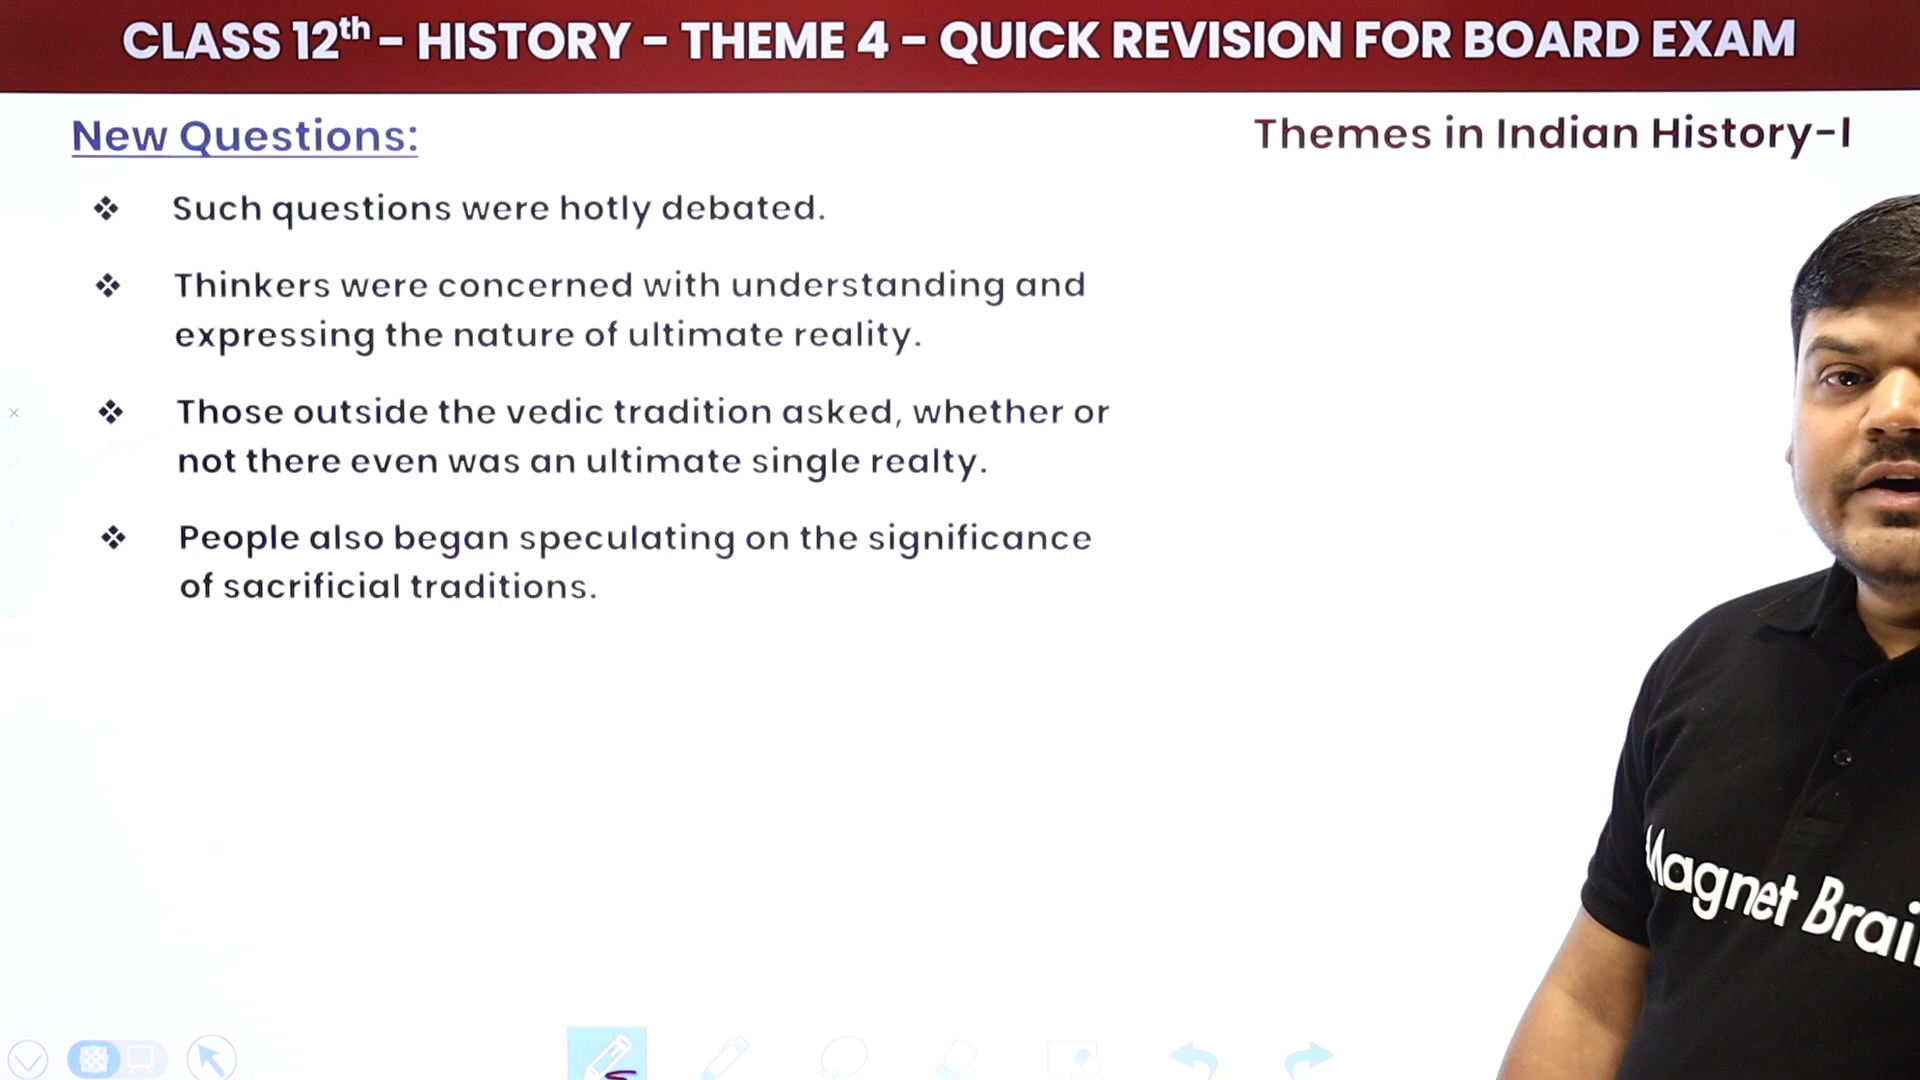 CLASS 12th - HISTORY - THEME 4 - QUICK REVISION FOR BOARD EXAM
New Questions:
Themes in Indian History-I
❖ Such questions were hotly debated.
❖ Thinkers were concerned with understanding and
expressing the nature of ultimate reality.
❖ Those outside the vedic tradition asked, whether or
not there even was an ultimate single realty.
❖ People also began speculating on the significance
of sacrificial traditions.
Magnet Brai